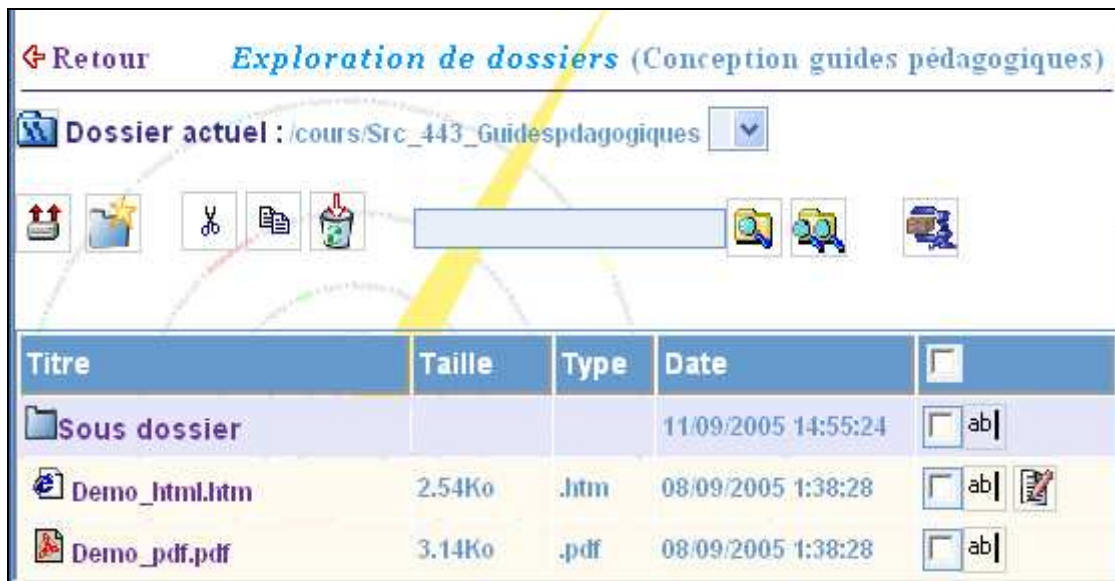 Retour Exploration de dossiers (Conception guides pédagogiques)
Dossier actuel : /cours/Src_443_Guidespdagogiques
Titre Taille Type Date
Sous dossier 11/09/2005 14:55:24 ab
Demo_html.htm 2.54Ko .htm 08/09/2005 1:38:28 ab
Demo_pdf.pdf 3.14Ko .pdf 08/09/2005 1:38:28 ab